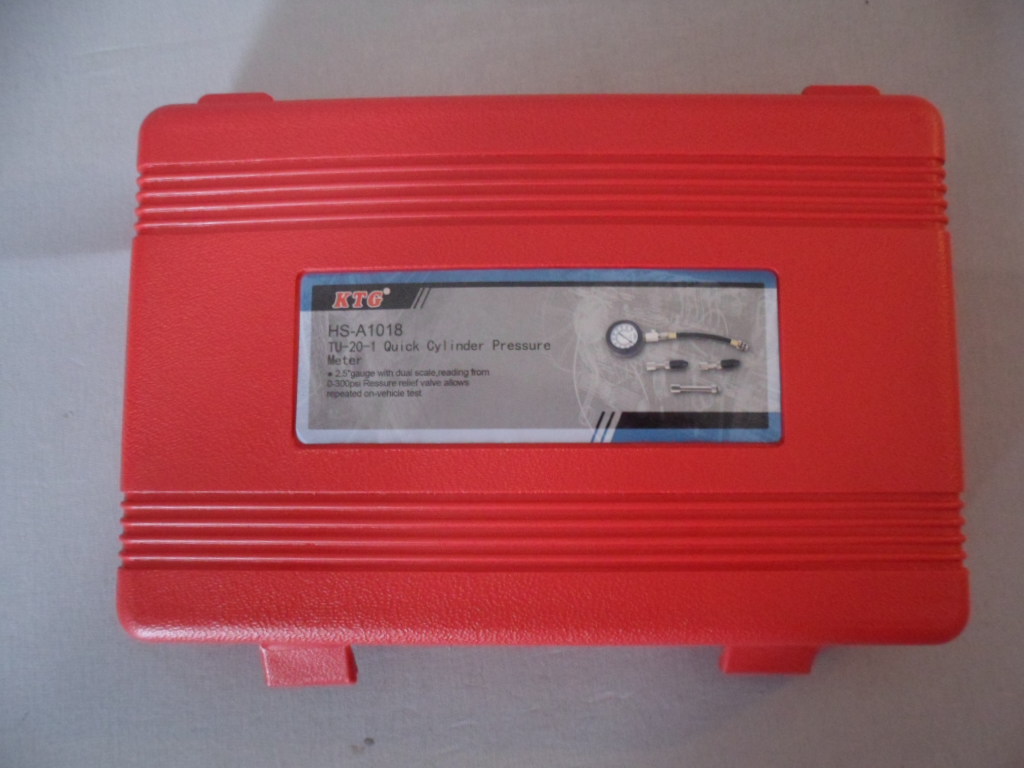 KTG®
HS-A1018
TU-20-1 Quick Cylinder Pressure
Meter
● 2.5"gauge with dual scale,reading from
0-300psi Ressure relief valve allows
repeated on-vehicle test